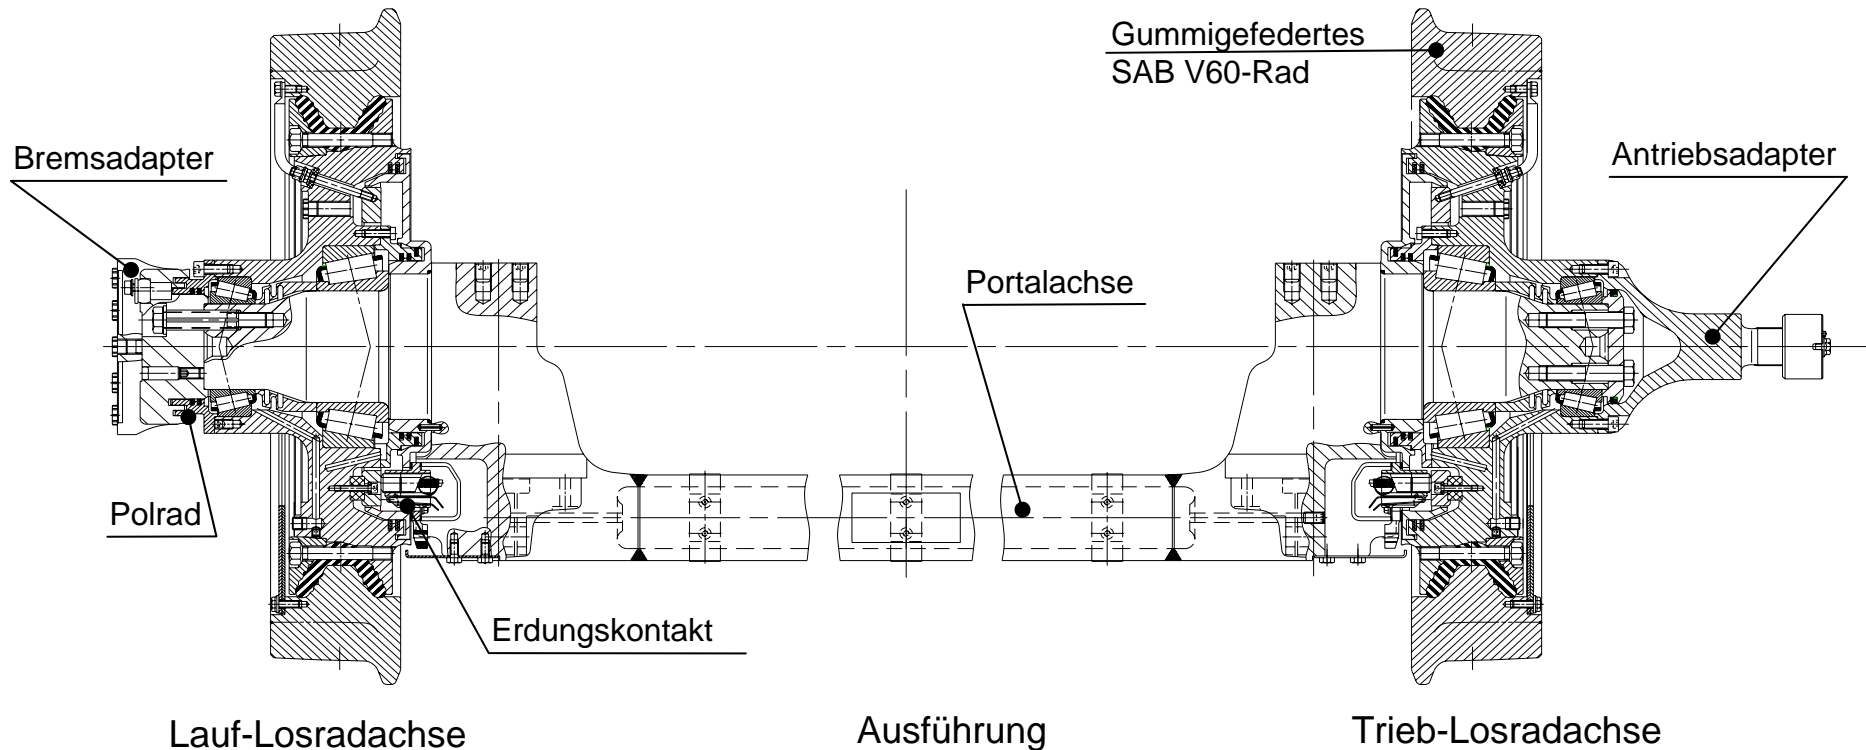 Gummigefedertes
SAB V60-Rad
Bremsadapter
Antriebsadapter
Portalachse
Polrad
Erdungskontakt
Lauf-Losradachse
Ausführung
Trieb-Losradachse